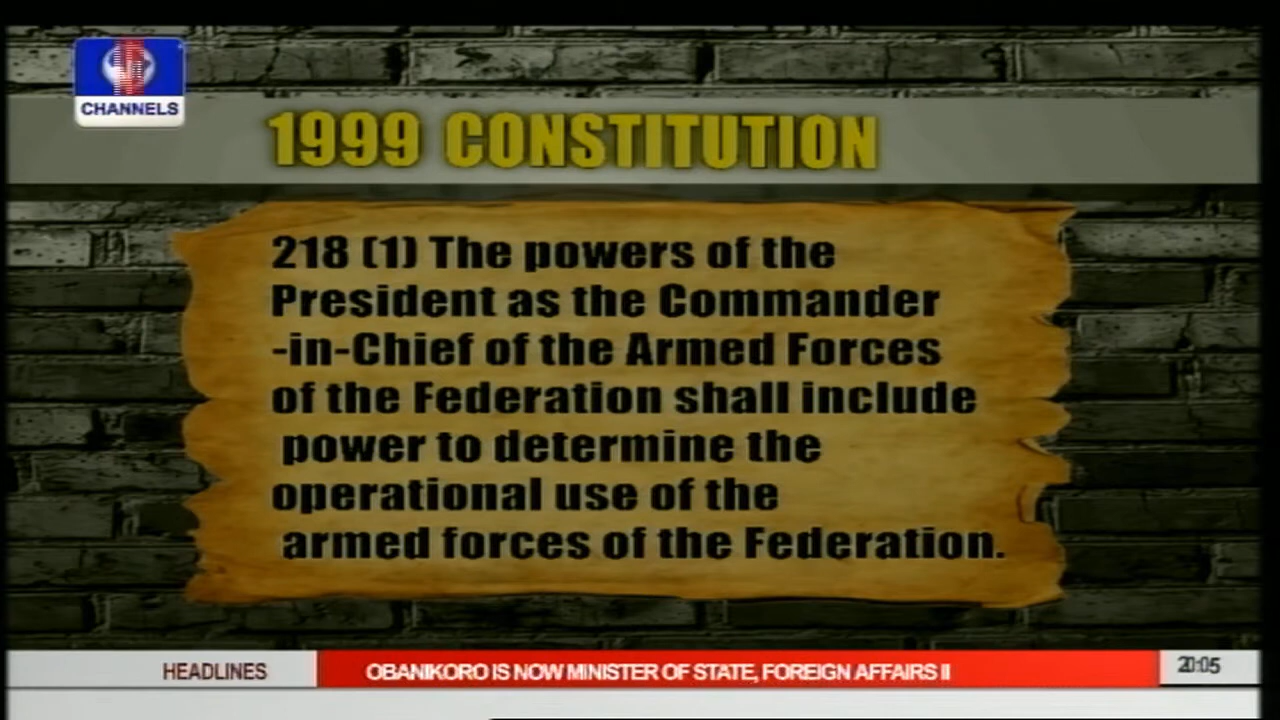 CHANNELS
1999 CONSTITUTION
218 (1) The powers of the
President as the Commander
-in-Chief of the Armed Forces
of the Federation shall include
power to determine the
operational use of the
armed forces of the Federation.
HEADLINES
OBANIKORO IS NOW MINISTER OF STATE, FOREIGN AFFAIRS II
20:05